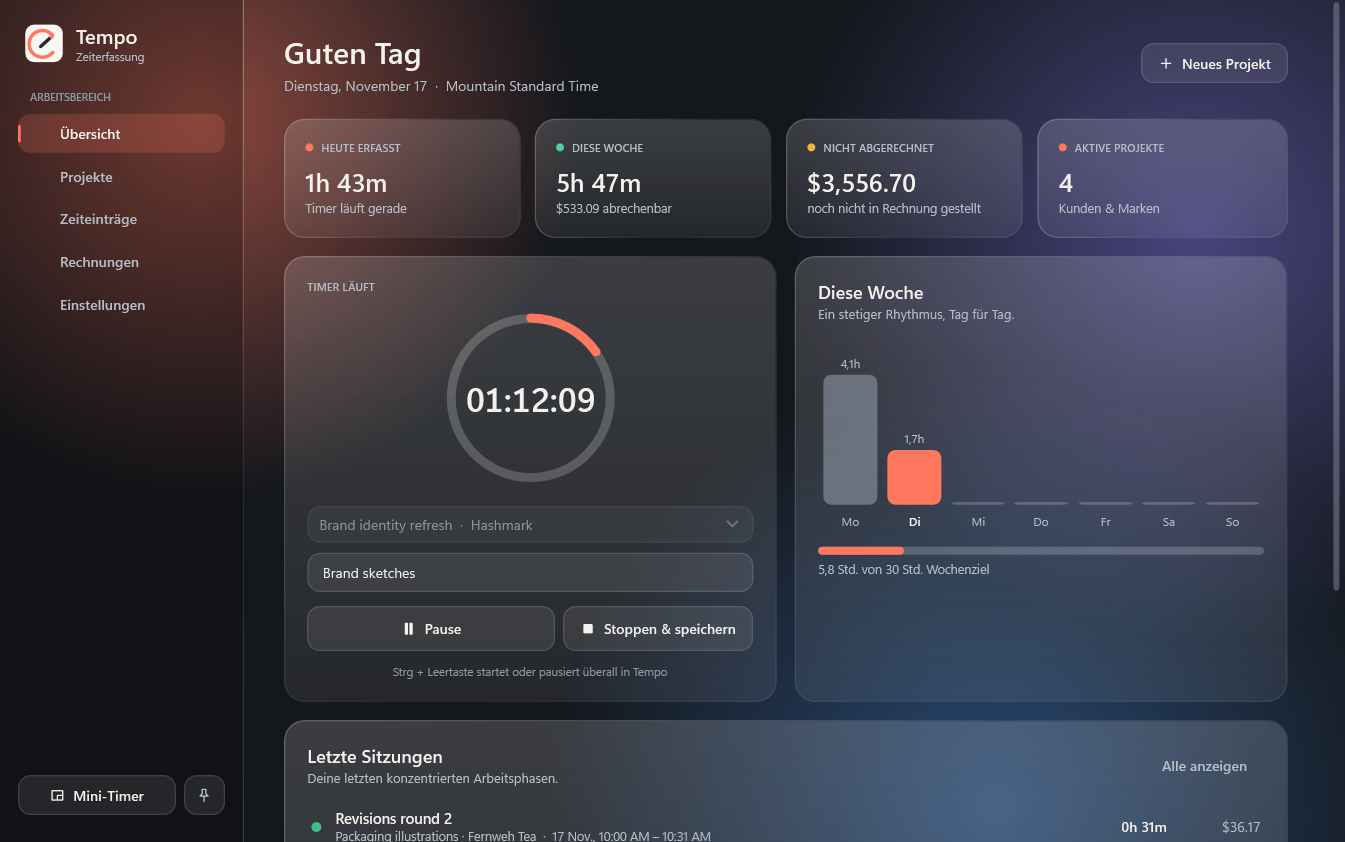 Tempo
Zeiterfassung
ARBEITSBEREICH
Übersicht
Projekte
Zeiteinträge
Rechnungen
Einstellungen
Mini-Timer
Guten Tag
Dienstag, November 17 · Mountain Standard Time
Neues Projekt
HEUTE ERFASST
1h 43m
Timer läuft gerade
DIESE WOCHE
5h 47m
$533.09 abrechenbar
NICHT ABGERECHNET
$3,556.70
noch nicht in Rechnung gestellt
AKTIVE PROJEKTE
4
Kunden & Marken
TIMER LÄUFT
01:12:09
Brand identity refresh · Hashmark
Brand sketches
Pause
Stoppen & speichern
Strg + Leertaste startet oder pausiert überall in Tempo
Diese Woche
Ein stetiger Rhythmus, Tag für Tag.
4,1h
1,7h
Mo Di Mi Do Fr Sa So
5,8 Std. von 30 Std. Wochenziel
Letzte Sitzungen
Deine letzten konzentrierten Arbeitsphasen.
Alle anzeigen
Revisions round 2
Packaging illustrations · Fernweh Tea · 17 Nov., 10:00 AM – 10:31 AM
0h 31m
$36.17